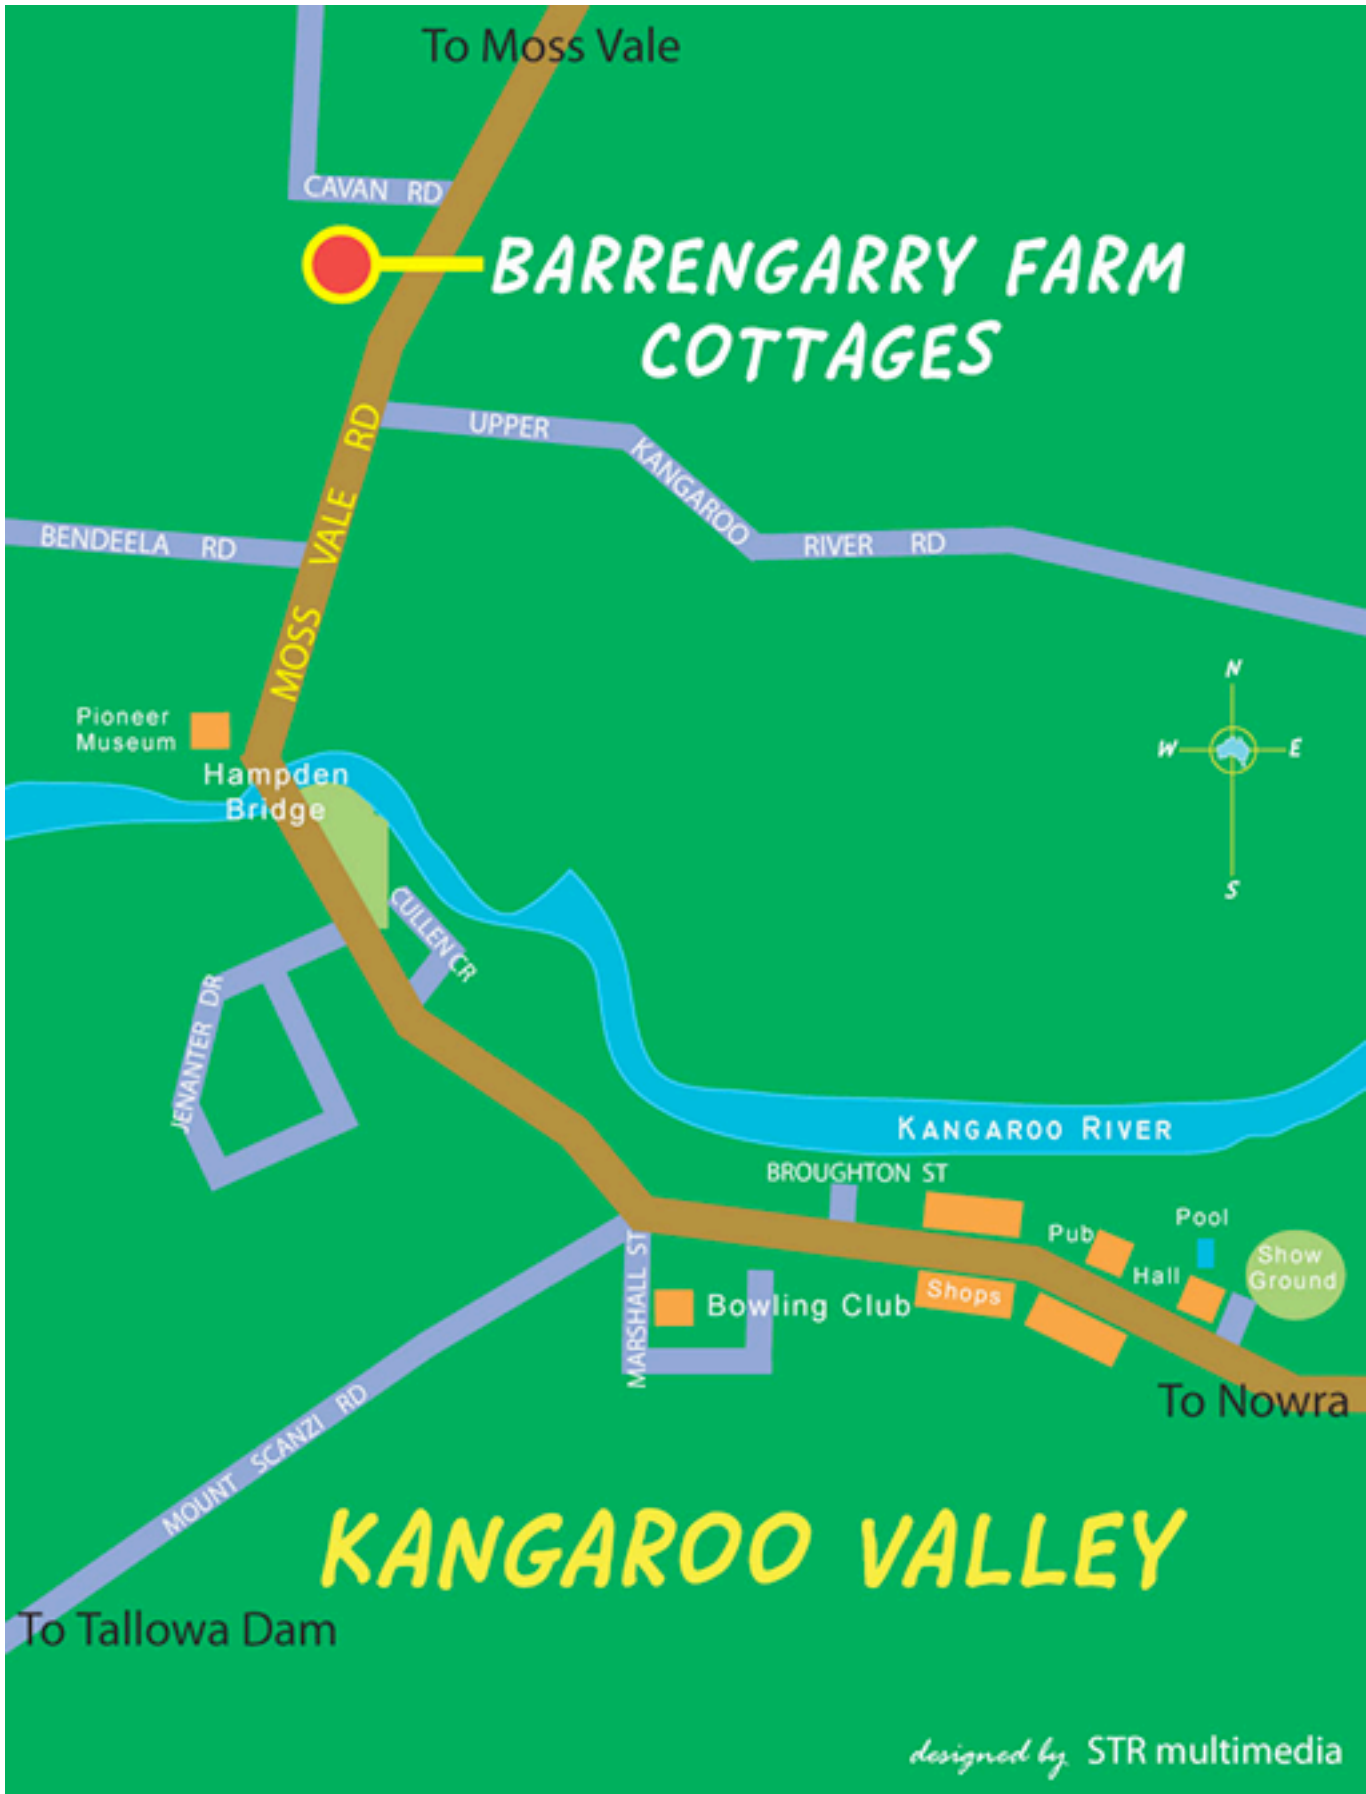 To Moss Vale
CAVAN RD
BARRENGARRY FARM
COTTAGES
UPPER KANGAROO RIVER RD
MOSS VALE RD
BENDEELA RD
N
W E
S
Pioneer
Museum
Hampden
Bridge
CULLEN CR
JENANTER DR
KANGAROO RIVER
BROUGHTON ST
Pub
Pool
Hall
Show
Ground
Shops
MARSHALL ST
Bowling Club
To Nowra
MOUNT SCANZI RD
KANGAROO VALLEY
To Tallowa Dam
designed by STR multimedia